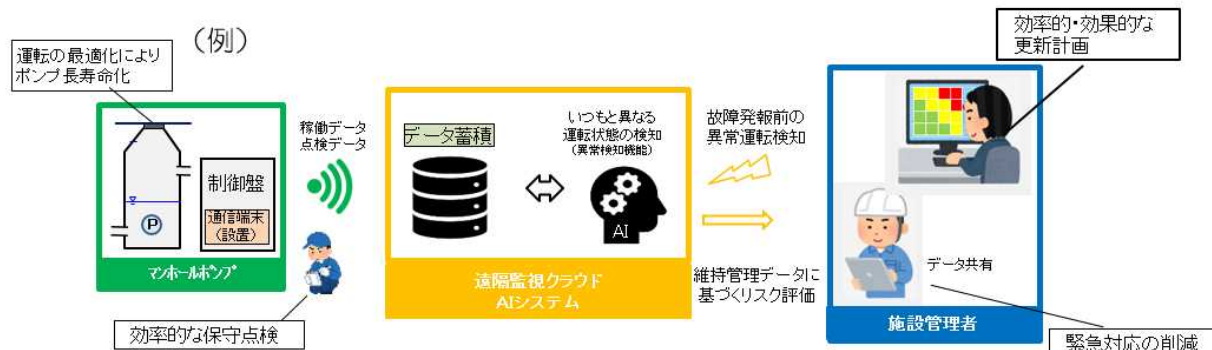 (例)
運転の最適化により
ポンプ長寿命化
制御盤
通信端末
(設置)
P
マンホールポンプ
稼働データ
点検データ
効率的な保守点検
データ蓄積
いつもと異なる
運転状態の検知
(異常検知機能)
AI
遠隔監視クラウド
AIシステム
故障発報前の
異常運転検知
維持管理データに
基づくリスク評価
効率的・効果的な
更新計画
データ共有
施設管理者
緊急対応の削減